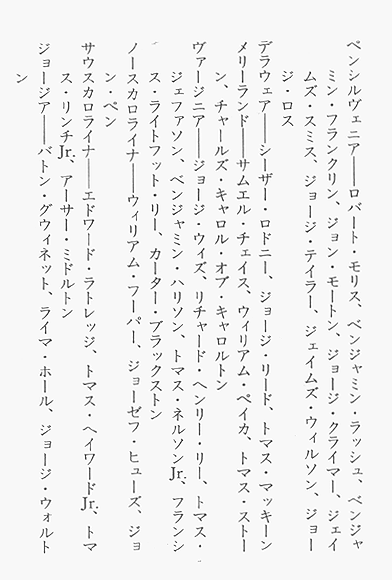 ペンシルヴェニア――ロバート・モリス、ベンジャミン・ラッシュ、ベンジャ
ミン・フランクリン、ジョン・モートン、ジョージ・クライマー、ジェイ
ムズ・スミス、ジョージ・テイラー、ジェイムズ・ウィルソン、ジョー
ジ・ロス
デラウェア――シーザー・ロドニー、ジョージ・リード、トマス・マッキーン
メリーランド――サムエル・チェイス、ウィリアム・ペイカ、トマス・ストー
ン、チャールズ・キャロル・オブ・キャロルトン
ヴァージニア――ジョージ・ウィズ、リチャード・ヘンリー・リー、トマス・
ジェファソン、ベンジャミン・ハリソン、トマス・ネルソンJr、フランシ
ス・ライトフット・リー、カーター・ブラックストン
ノースカロライナ――ウィリアム・フーパー、ジョーゼフ・ヒューズ、ジョ
ン・ペン
サウスカロライナ――エドワード・ラトレッジ、トマス・ヘイワードJr、トマ
ス・リンチJr、アーサー・ミドルトン
ジョージア――バトン・グウィネット、ライマ・ホール、ジョージ・ウォルト
ン